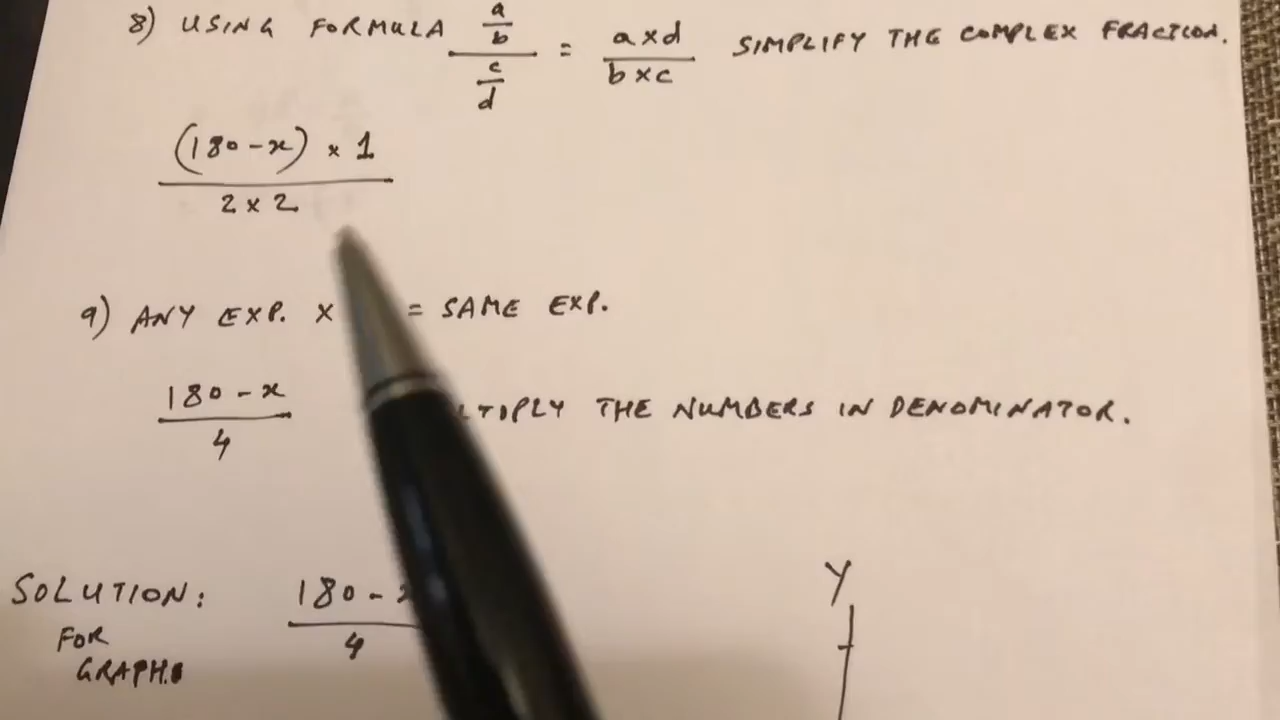 8) USING FORMULA a/b / c/d = a×d / b×c SIMPLIFY THE COMPLEX FRACTION.
(180-x) × 1
2 × 2
9) ANY EXP. × = SAME EXP.
180 - x
4
THE NUMBERS IN DENOMINATOR.
SOLUTION: 180 -
FOR 4
GRAPH.
Y